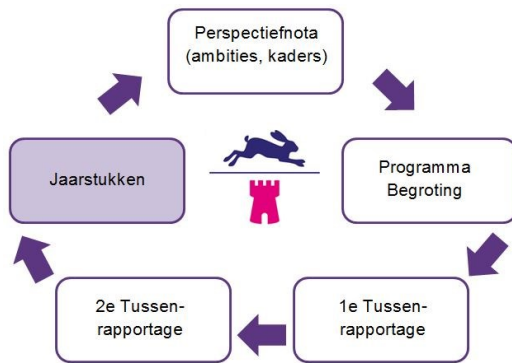 Perspectiefnota
(ambities, kaders)
Jaarstukken
Programma
Begroting
2e Tussen-
rapportage
1e Tussen-
rapportage